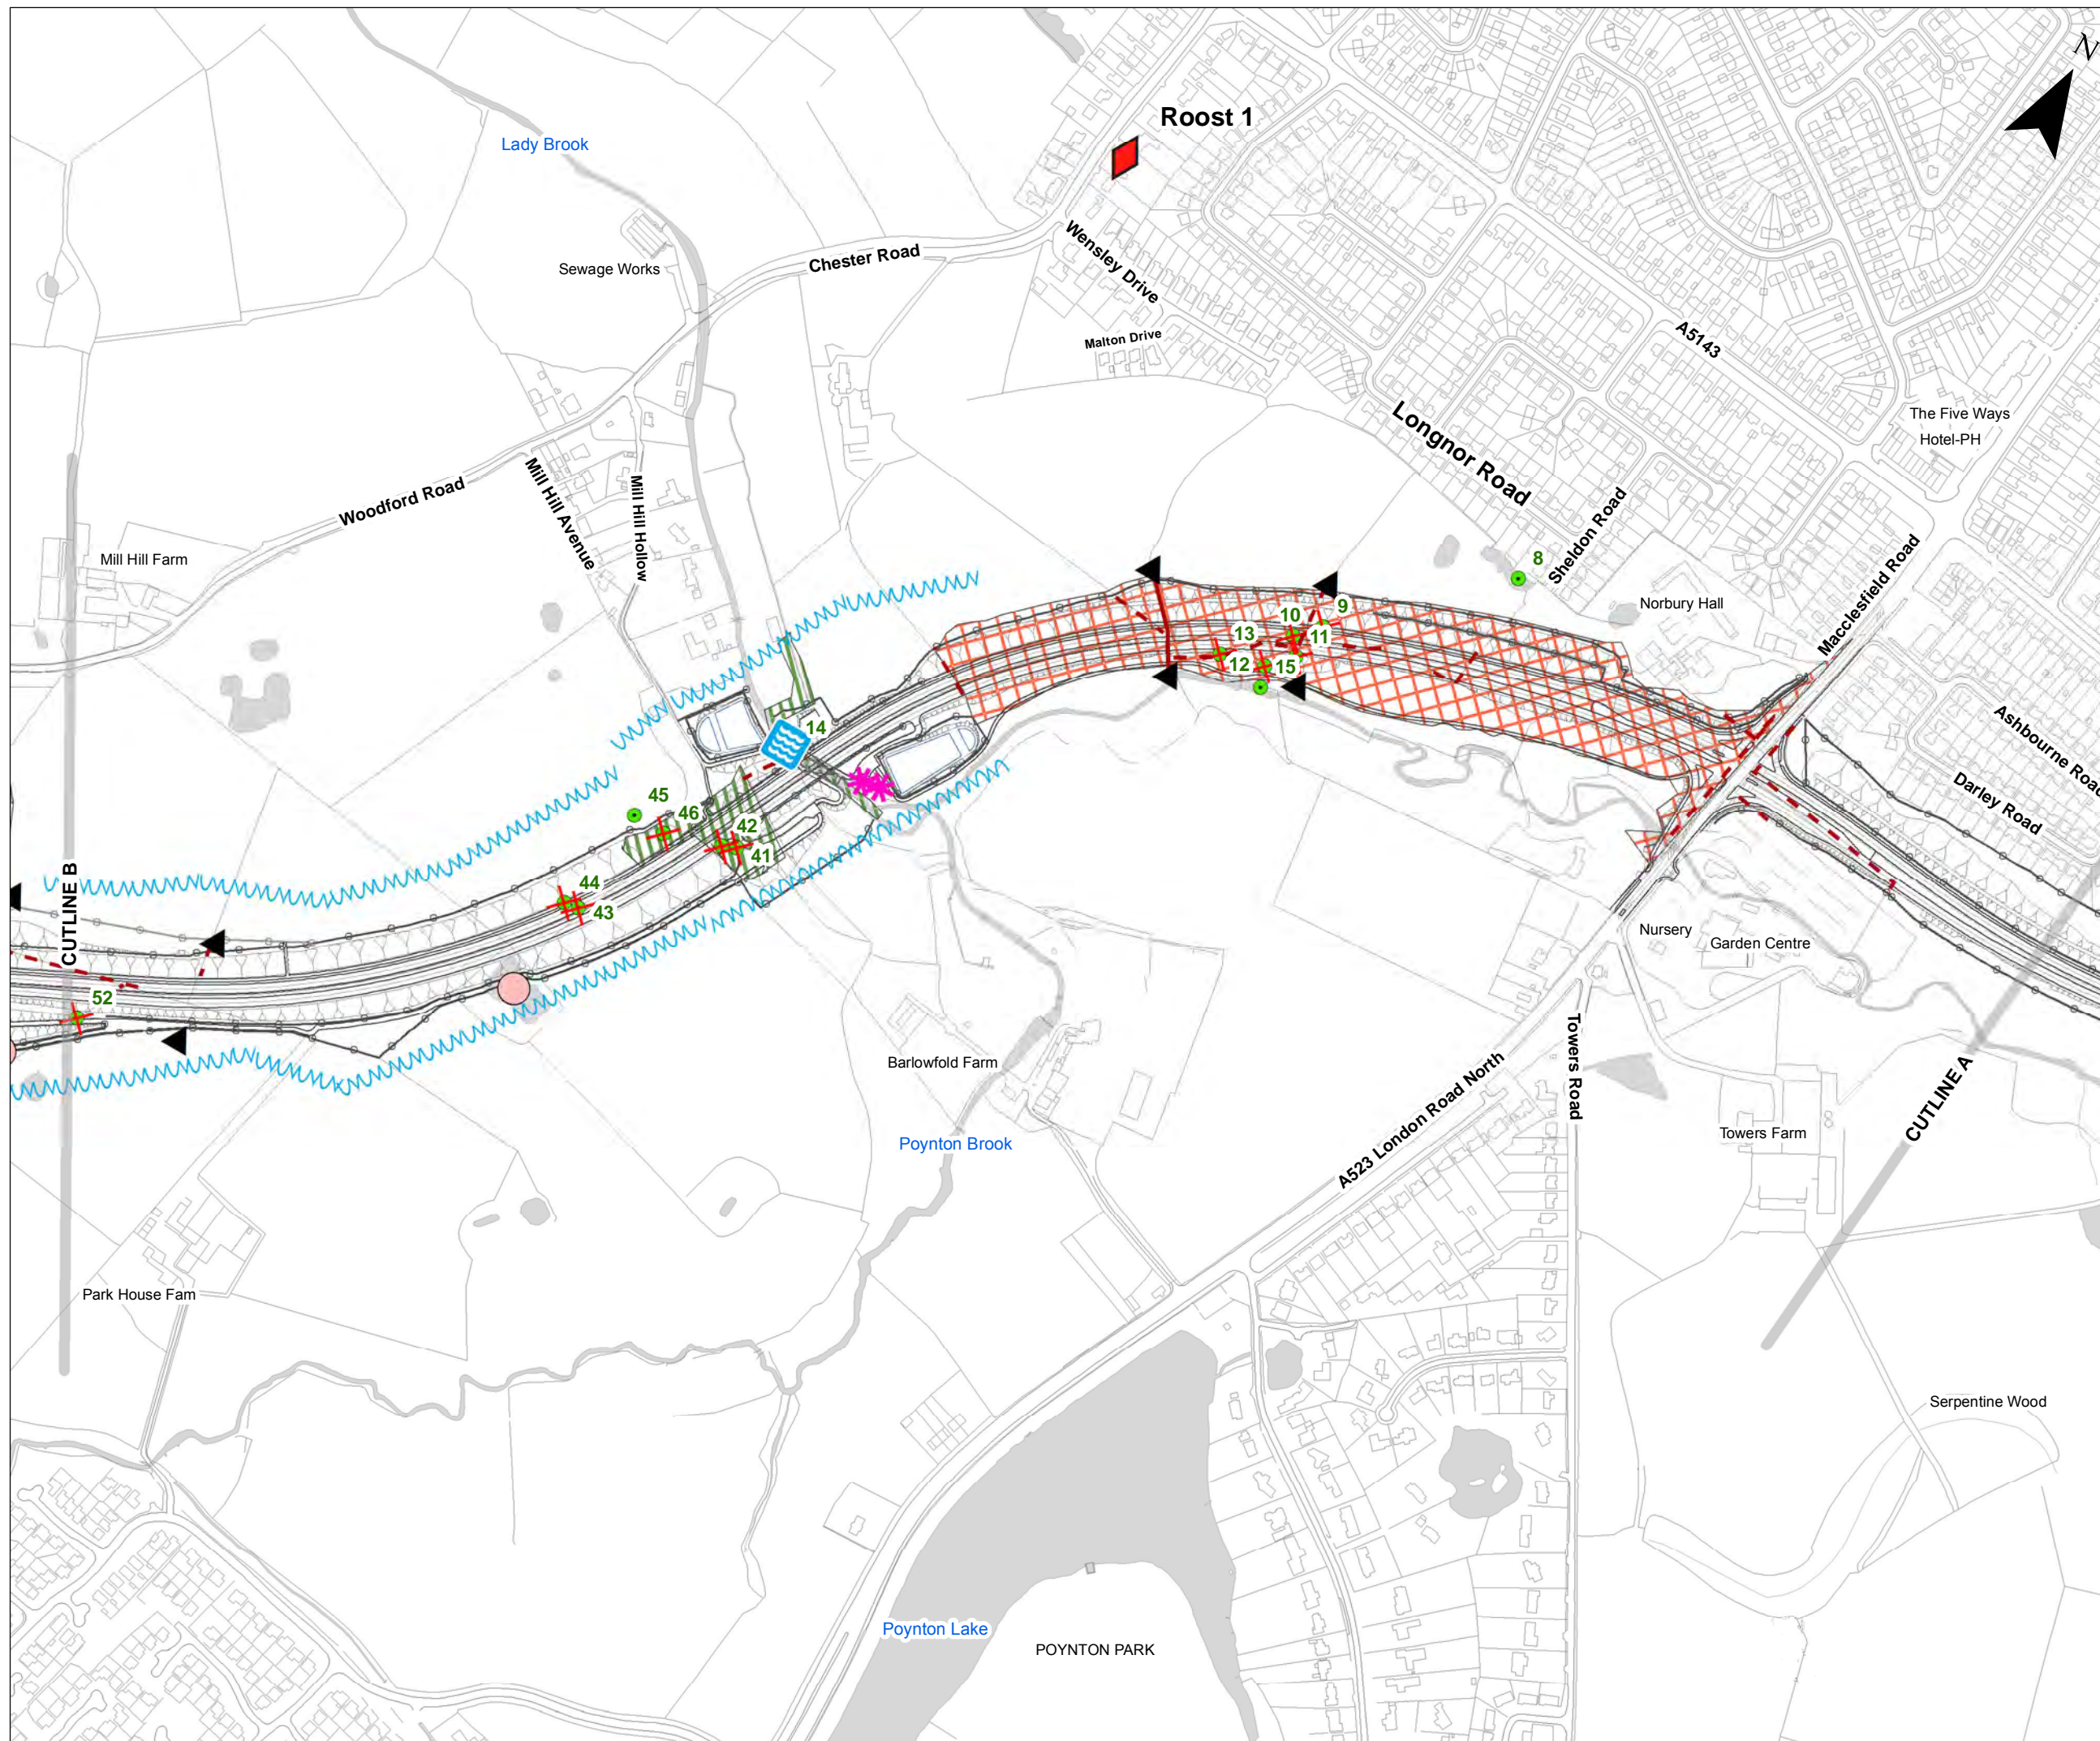 N
Roost 1
Lady Brook
Sewage Works
Chester Road
Wensley Drive
Malton Drive
A5143
The Five Ways
Hotel-PH
Longnor Road
Sheldon Road
Woodford Road
Mill Hill Avenue
Mill Hill Hollow
Mill Hill Farm
8
Norbury Hall
Macclesfield Road
9
10
11
13
12
15
14
Ashbourne Road
Darley Road
45
46
42
41
44
43
CUTLINE B
52
Nursery
Garden Centre
Towers Road
CUTLINE A
Barlowfold Farm
A523 London Road North
Towers Farm
Poynton Brook
Park House Fam
Serpentine Wood
Poynton Lake
POYNTON PARK